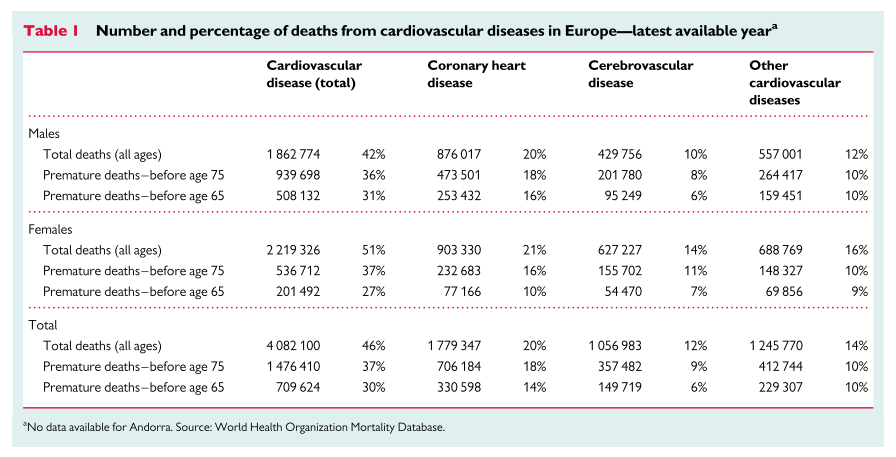 Table 1 Number and percentage of deaths from cardiovascular diseases in Europe—latest available yearᵃ
Cardiovascular disease (total) Coronary heart disease Cerebrovascular disease Other cardiovascular diseases
Males
Total deaths (all ages) 1 862 774 42% 876 017 20% 429 756 10% 557 001 12%
Premature deaths–before age 75 939 698 36% 473 501 18% 201 780 8% 264 417 10%
Premature deaths–before age 65 508 132 31% 253 432 16% 95 249 6% 159 451 10%
Females
Total deaths (all ages) 2 219 326 51% 903 330 21% 627 227 14% 688 769 16%
Premature deaths–before age 75 536 712 37% 232 683 16% 155 702 11% 148 327 10%
Premature deaths–before age 65 201 492 27% 77 166 10% 54 470 7% 69 856 9%
Total
Total deaths (all ages) 4 082 100 46% 1 779 347 20% 1 056 983 12% 1 245 770 14%
Premature deaths–before age 75 1 476 410 37% 706 184 18% 357 482 9% 412 744 10%
Premature deaths–before age 65 709 624 30% 330 598 14% 149 719 6% 229 307 10%
ᵃNo data available for Andorra. Source: World Health Organization Mortality Database.